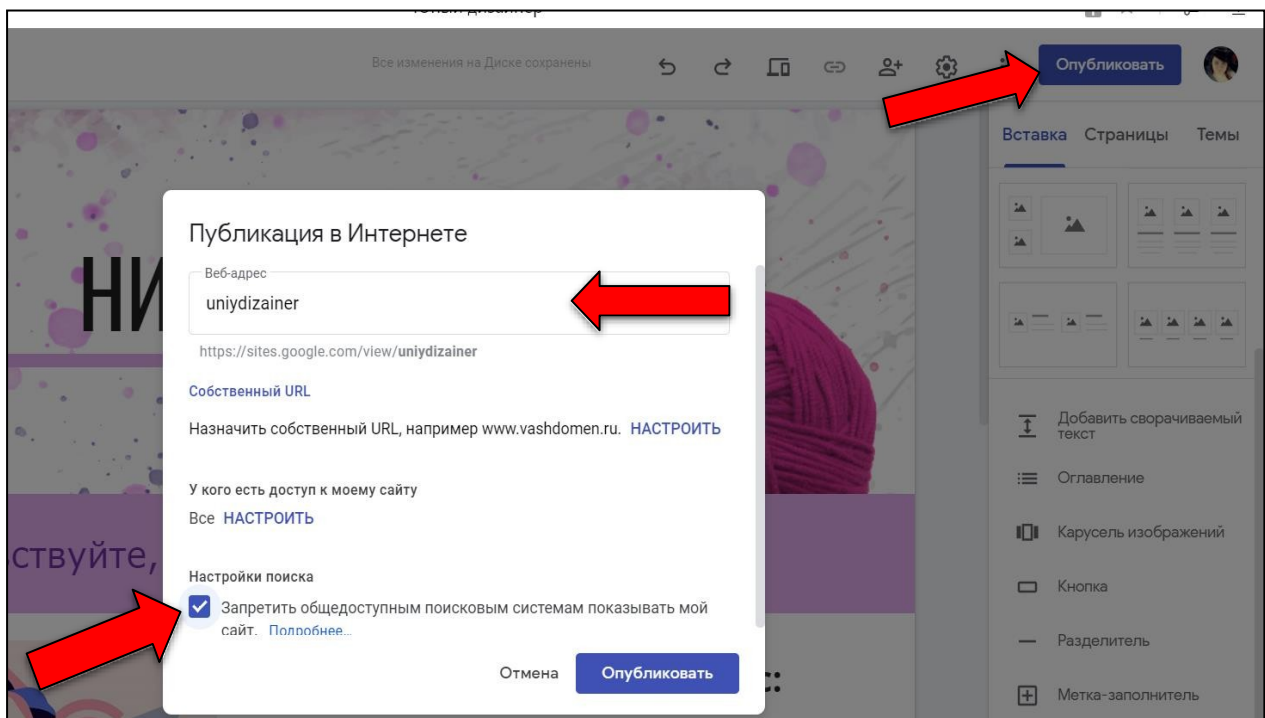 Все изменения на Диске сохранены
Опубликовать
Вставка Страницы Темы
НИ
Публикация в Интернете
Веб-адрес
uniydizainer
https://sites.google.com/view/uniydizainer
Собственный URL
Назначить собственный URL, например www.vashdomen.ru. НАСТРОИТЬ
У кого есть доступ к моему сайту
Все НАСТРОИТЬ
ствуйте,
Настройки поиска
Запретить общедоступным поисковым системам показывать мой
сайт. Подробнее...
Отмена Опубликовать
Добавить сворачиваемый
текст
Оглавление
Карусель изображений
Кнопка
Разделитель
Метка-заполнитель